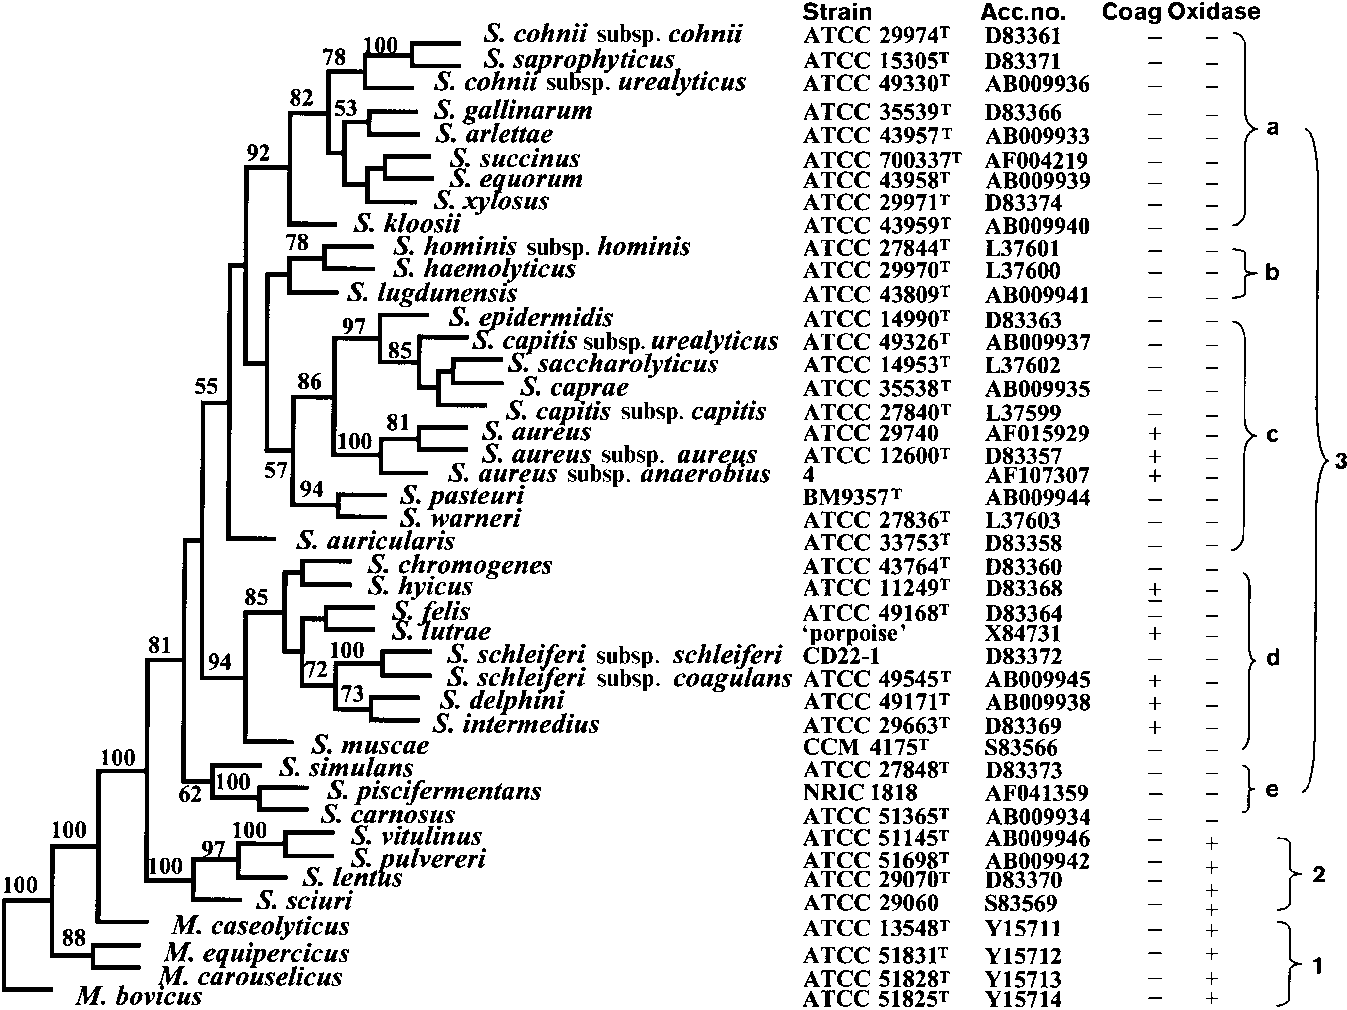 Strain Acc.no. Coag Oxidase
S. cohnii subsp. cohnii ATCC 29974T D83361 − −
100
S. saprophyticus ATCC 15305T D83371 − −
78
S. cohnii subsp. urealyticus ATCC 49330T AB009936 − −
82
53
S. gallinarum ATCC 35539T D83366 − −
S. arlettae ATCC 43957T AB009933 − −
a
92
S. succinus ATCC 700337T AF004219 − −
S. equorum ATCC 43958T AB009939 − −
S. xylosus ATCC 29971T D83374 − −
S. kloosii ATCC 43959T AB009940 − −
78
S. hominis subsp. hominis ATCC 27844T L37601 − −
S. haemolyticus ATCC 29970T L37600 − −
b
S. lugdunensis ATCC 43809T AB009941 − −
S. epidermidis ATCC 14990T D83363 − −
97
S. capitis subsp. urealyticus ATCC 49326T AB009937 − −
85
S. saccharolyticus ATCC 14953T L37602 − −
55
86
S. caprae ATCC 35538T AB009935 − −
S. capitis subsp. capitis ATCC 27840T L37599 − −
81
S. aureus ATCC 29740 AF015929 + −
c
100
S. aureus subsp. aureus ATCC 12600T D83357 + −
3
57
S. aureus subsp. anaerobius 4 AF107307 + −
94
S. pasteuri BM9357T AB009944 − −
S. warneri ATCC 27836T L37603 − −
S. auricularis ATCC 33753T D83358 − −
S. chromogenes ATCC 43764T D83360 − −
S. hyicus ATCC 11249T D83368 + −
85
S. felis ATCC 49168T D83364 − −
S. lutrae ‘porpoise’ X84731 + −
81
94
72
100
S. schleiferi subsp. schleiferi CD22-1 D83372 − −
d
S. schleiferi subsp. coagulans ATCC 49545T AB009945 + −
73
S. delphini ATCC 49171T AB009938 + −
S. intermedius ATCC 29663T D83369 + −
S. muscae CCM 4175T S83566 − −
100
S. simulans ATCC 27848T D83373 − −
62
100
S. piscifermentans NRIC 1818 AF041359 − −
e
S. carnosus ATCC 51365T AB009934 − −
100
100
S. vitulinus ATCC 51145T AB009946 − +
97
100
S. pulvereri ATCC 51698T AB009942 − +
S. lentus ATCC 29070T D83370 − +
2
100
S. sciuri ATCC 29060 S83569 − +
M. caseolyticus ATCC 13548T Y15711 − +
88
M. equipercicus ATCC 51831T Y15712 − +
1
M. carouselicus ATCC 51828T Y15713 − +
M. bovicus ATCC 51825T Y15714 − +